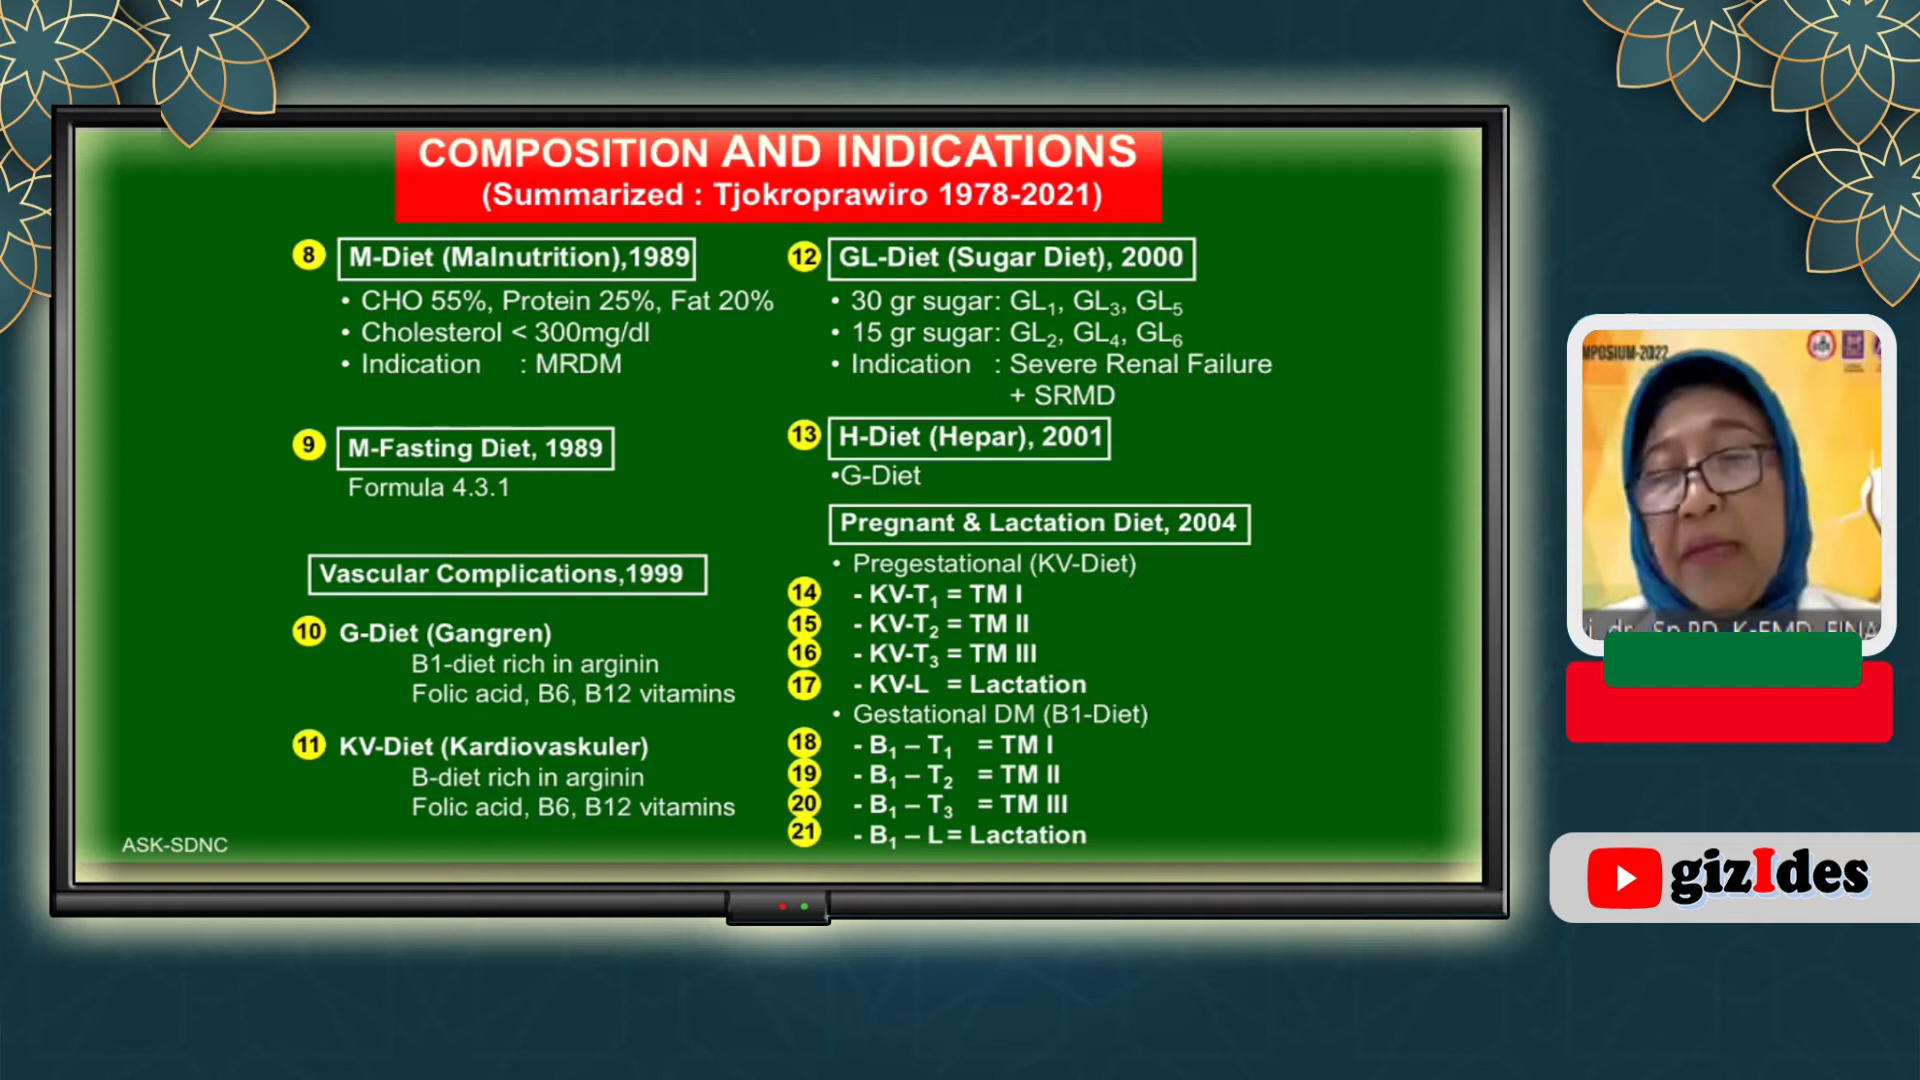 COMPOSITION AND INDICATIONS
(Summarized : Tjokroprawiro 1978-2021)
8 M-Diet (Malnutrition),1989
• CHO 55%, Protein 25%, Fat 20%
• Cholesterol < 300mg/dl
• Indication : MRDM
9 M-Fasting Diet, 1989
Formula 4.3.1
Vascular Complications,1999
10 G-Diet (Gangren)
B1-diet rich in arginin
Folic acid, B6, B12 vitamins
11 KV-Diet (Kardiovaskuler)
B-diet rich in arginin
Folic acid, B6, B12 vitamins
ASK-SDNC
12 GL-Diet (Sugar Diet), 2000
• 30 gr sugar: GL₁, GL₃, GL₅
• 15 gr sugar: GL₂, GL₄, GL₆
• Indication : Severe Renal Failure
+ SRMD
13 H-Diet (Hepar), 2001
•G-Diet
Pregnant & Lactation Diet, 2004
• Pregestational (KV-Diet)
14 - KV-T₁ = TM I
15 - KV-T₂ = TM II
16 - KV-T₃ = TM III
17 - KV-L = Lactation
• Gestational DM (B1-Diet)
18 - B₁ – T₁ = TM I
19 - B₁ – T₂ = TM II
20 - B₁ – T₃ = TM III
21 - B₁ – L= Lactation
MPOSIUM-2022
dr., Sp.PD, K-EMD, FINA
gizIdes